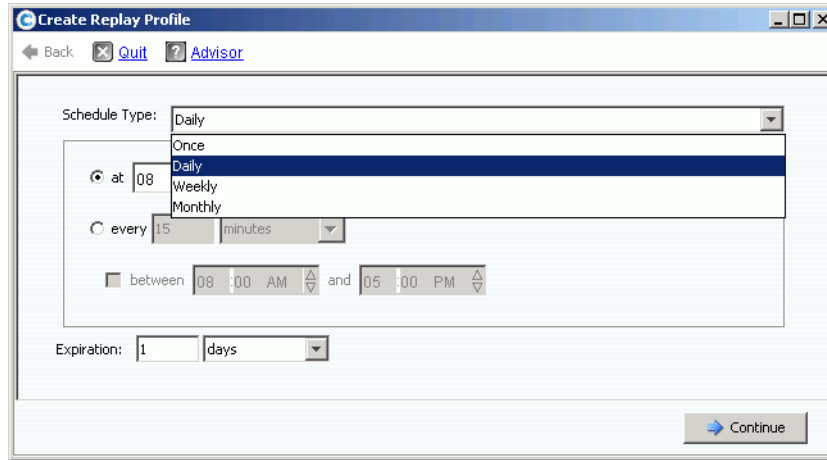 Create Replay Profile
Back Quit Advisor
Schedule Type: Daily
Once
Daily
at 08
Weekly
Monthly
every 15 minutes
between 08 :00 AM and 05 :00 PM
Expiration: 1 days
Continue